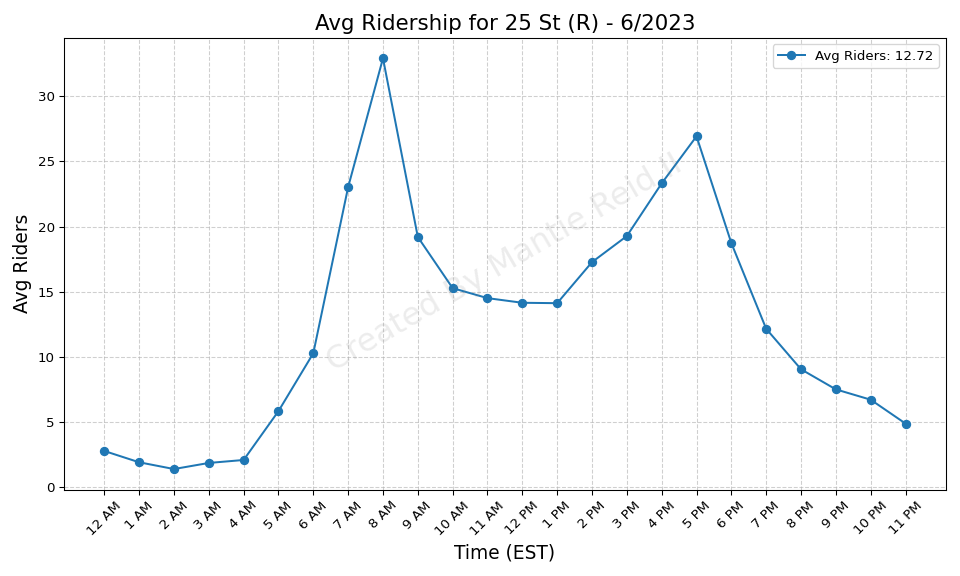 Avg Ridership for 25 St (R) - 6/2023
Avg Riders: 12.72
Avg Riders
30
25
20
15
10
5
0
Created By Mantle Reid II
12 AM
1 AM
2 AM
3 AM
4 AM
5 AM
6 AM
7 AM
8 AM
9 AM
10 AM
11 AM
12 PM
1 PM
2 PM
3 PM
4 PM
5 PM
6 PM
7 PM
8 PM
9 PM
10 PM
11 PM
Time (EST)